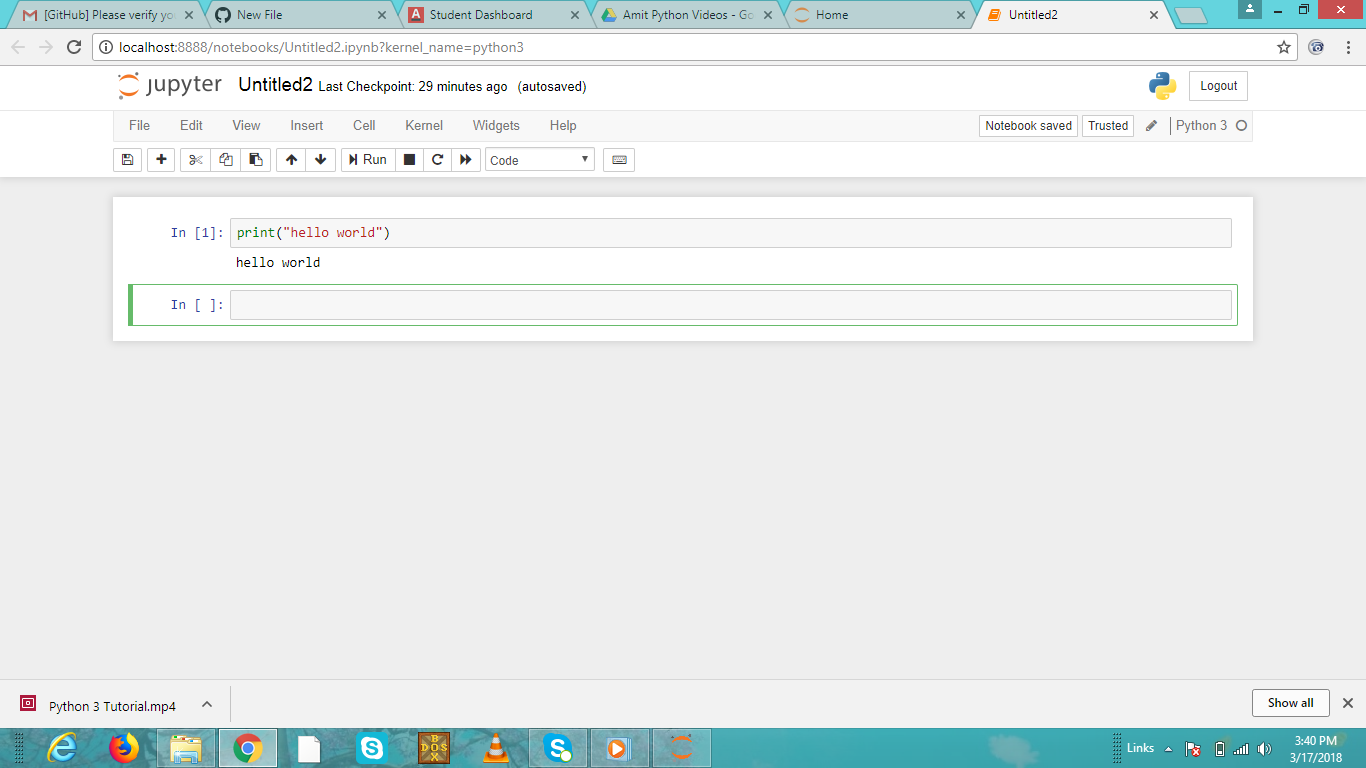 [GitHub] Please verify yo
New File
Student Dashboard
Amit Python Videos - Go
Home
Untitled2
localhost:8888/notebooks/Untitled2.ipynb?kernel_name=python3
jupyter Untitled2 Last Checkpoint: 29 minutes ago (autosaved)
Logout
File Edit View Insert Cell Kernel Widgets Help
Notebook saved Trusted Python 3
Run Code
In [1]: print("hello world")
hello world
In [ ]:
Python 3 Tutorial.mp4
Show all
DOS
BOX
Links
3:40 PM
3/17/2018